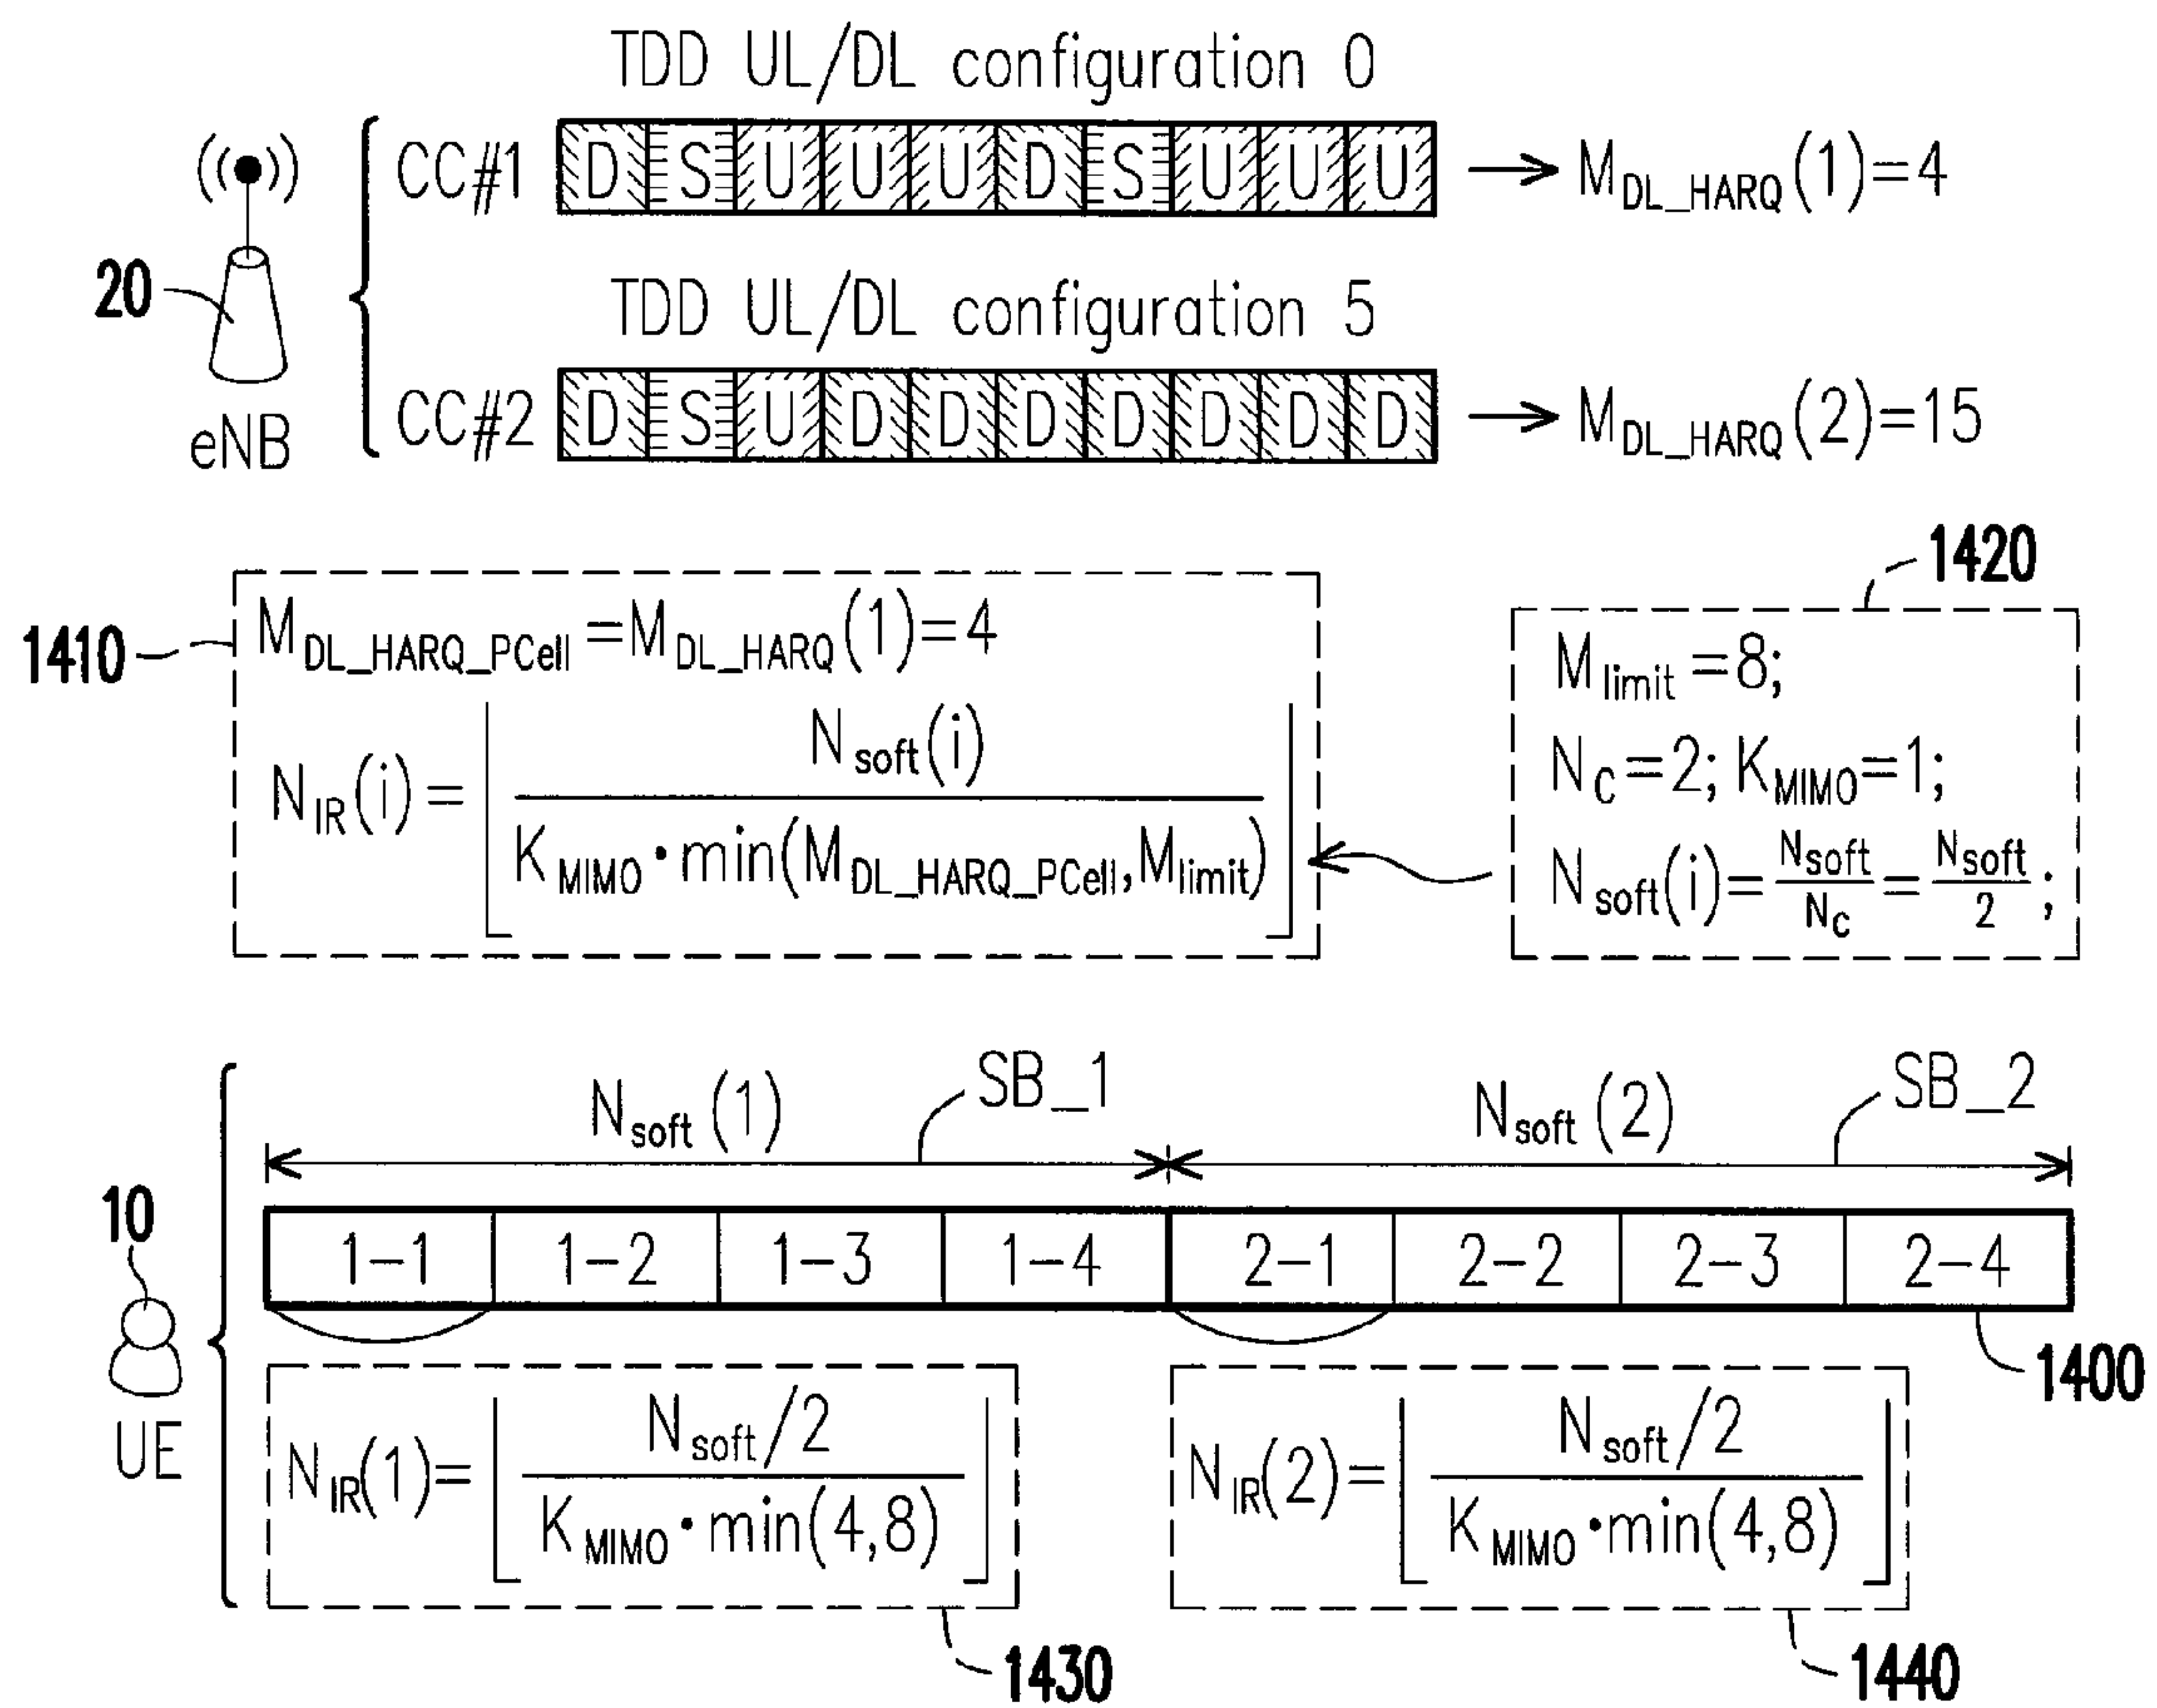 TDD UL/DL configuration 0
CC#1 D S U U U D S U U U → M_DL_HARQ(1)=4
20
TDD UL/DL configuration 5
eNB
CC#2 D S U D D D D D D D → M_DL_HARQ(2)=15
1410
M_DL_HARQ_PCell=M_DL_HARQ(1)=4
N_IR(i)=⌊N_soft(i)/(K_MIMO·min(M_DL_HARQ_PCell,M_limit))⌋
1420
M_limit=8;
N_C=2; K_MIMO=1;
N_soft(i)=N_soft/N_C=N_soft/2;
N_soft(1) SB_1 N_soft(2) SB_2
10
UE
1-1 1-2 1-3 1-4 2-1 2-2 2-3 2-4
1400
N_IR(1)=⌊(N_soft/2)/(K_MIMO·min(4,8))⌋
1430
N_IR(2)=⌊(N_soft/2)/(K_MIMO·min(4,8))⌋
1440